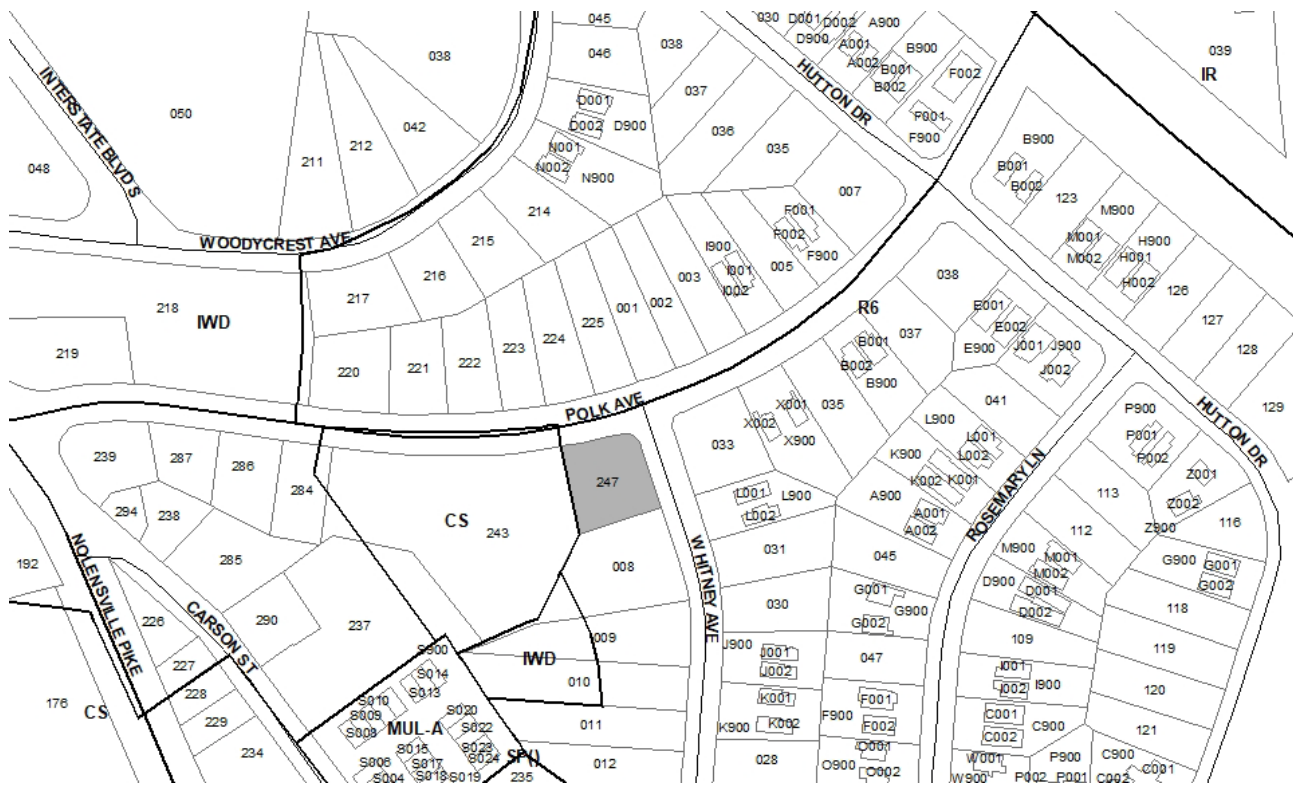 045
030
D001
D002
A900
038
D900
A001
039
046
038
A002
B900
INTERSTATE BLVD S
HUTTON DR
B001
F002
IR
B002
037
D001
050
042
D002
D900
036
F001
F900
212
N001
035
B900
211
048
N002
B001
N900
007
B002
123
214
F001
M900
WOODYCREST AVE
215
I900
F002
M001
H900
F900
M002
H001
003
I001
005
038
216
I002
H002
126
217
002
E001
218
001
R6
IWD
225
E002
127
224
037
B001
J001
J900
223
E900
128
219
222
B002
J002
221
B900
220
041
POLK AVE
X001
035
129
P900
HUTTON DR
X002
L900
033
X900
L001
P001
239
287
K900
L002
P002
286
Z001
247
K002
K001
ROSEMARY LN
284
L001
L900
A900
113
294
L002
A001
Z002
238
CS
116
A002
Z900
243
112
285
031
M900
M001
NOLENSVILLE PIKE
WHITNEY AVE
045
G900
G001
192
008
M002
D900
G002
D001
G001
030
G900
D002
118
226
CARSON ST
290
G002
237
009
109
S900
J900
J001
119
227
IWD
047
I001
S014
J002
010
I002
I900
120
228
S010
S013
K001
F001
176
CS
S009
S020
C001
229
MUL-A
011
F900
C900
121
S008
S022
K900
K002
F002
C002
S015
S023
234
SP()
O001
P900
C900
S006
S017
S024
012
028
O900
W001
C001
S004
S018
S019
235
O002
W900
P002
P001
C002